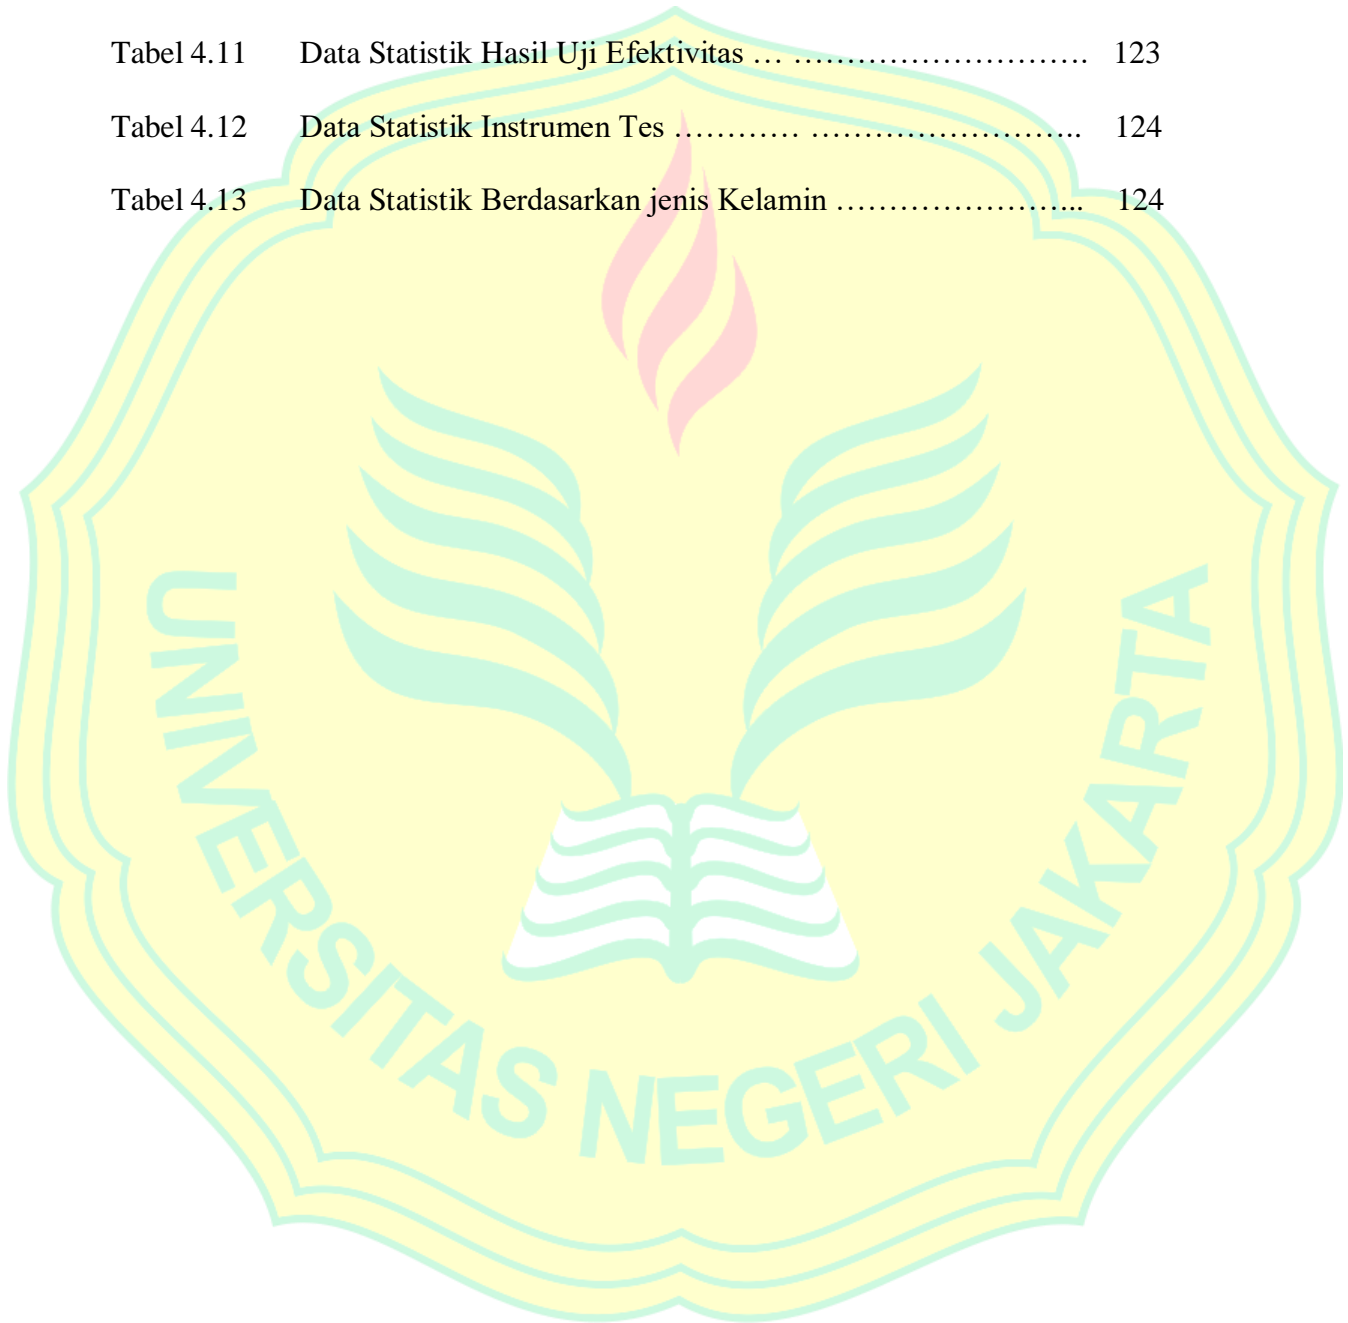 Tabel 4.11 Data Statistik Hasil Uji Efektivitas … ………………………. 123
Tabel 4.12 Data Statistik Instrumen Tes ………… …………………….. 124
Tabel 4.13 Data Statistik Berdasarkan jenis Kelamin …………………... 124
UNIVERSITAS NEGERI JAKARTA